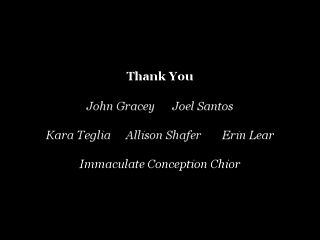 Thank You
John Gracey Joel Santos
Kara Teglia Allison Shafer Erin Lear
Immaculate Conception Chior